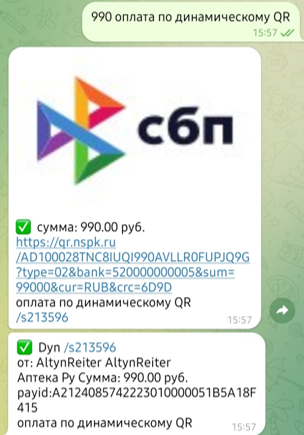 990 оплата по динамическому QR
15:57
сбп
✅ сумма: 990.00 руб.
https://qr.nspk.ru
/AD100028TNC8IUQI990AVLLR0FUPJQ9G
?type=02&bank=520000000005&sum=
99000&cur=RUB&crc=6D9D
оплата по динамическому QR
/s213596
15:57
✅ Dyn /s213596
от: AltynReiter AltynReiter
Аптека Ру Сумма: 990.00 руб.
payid:A2124085742223010000051B5A18F
415
оплата по динамическому QR
15:57